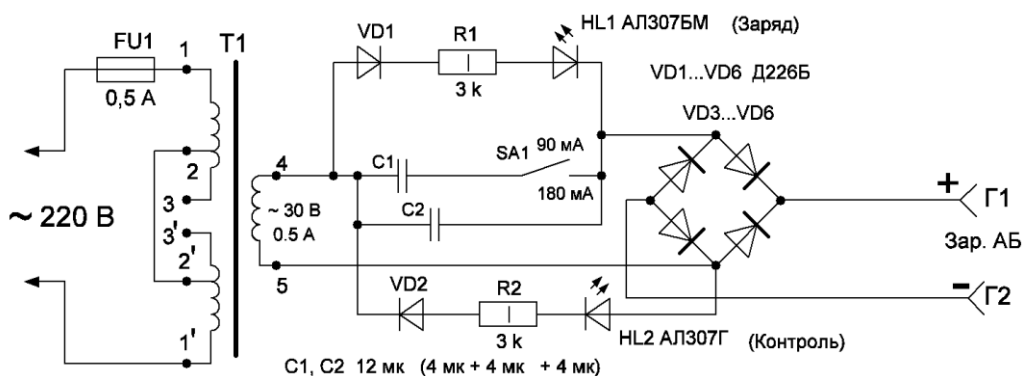 HL1 АЛ307БМ (Заряд)
FU1
1
T1
VD1
R1
0,5 А
3 k
VD1...VD6 Д226Б
VD3...VD6
2
4
C1
SA1
90 мА
180 мА
3
~ 220 В
~ 30 В
0.5 А
C2
+
Г1
3'
Зар. АБ
2'
5
VD2
R2
-
Г2
1'
3 k
HL2 АЛ307Г (Контроль)
C1, C2 12 мк (4 мк + 4 мк + 4 мк)